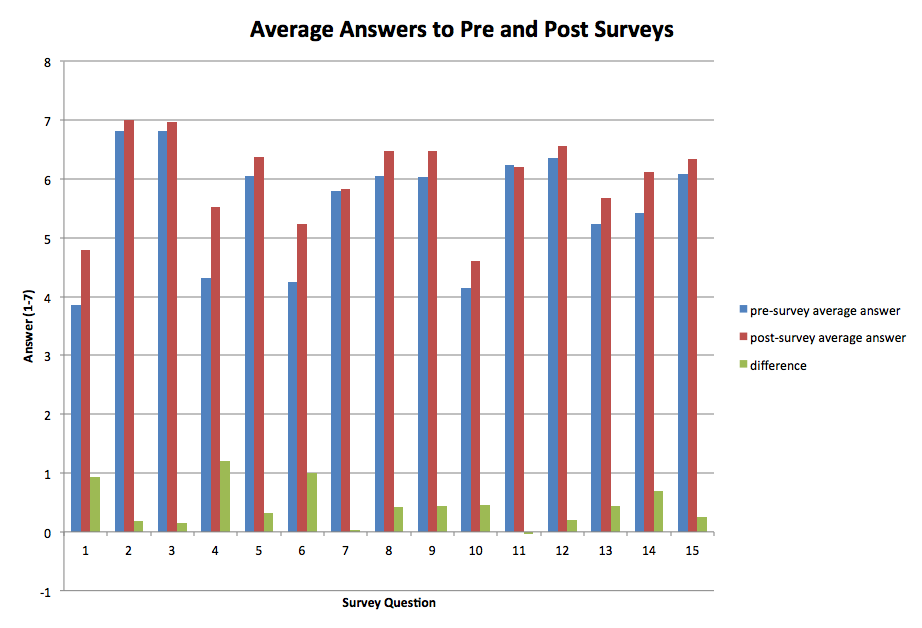 Average Answers to Pre and Post Surveys
8
7
6
5
4
3
2
1
0
-1
Answer (1-7)
1 2 3 4 5 6 7 8 9 10 11 12 13 14 15
Survey Question
pre-survey average answer
post-survey average answer
difference